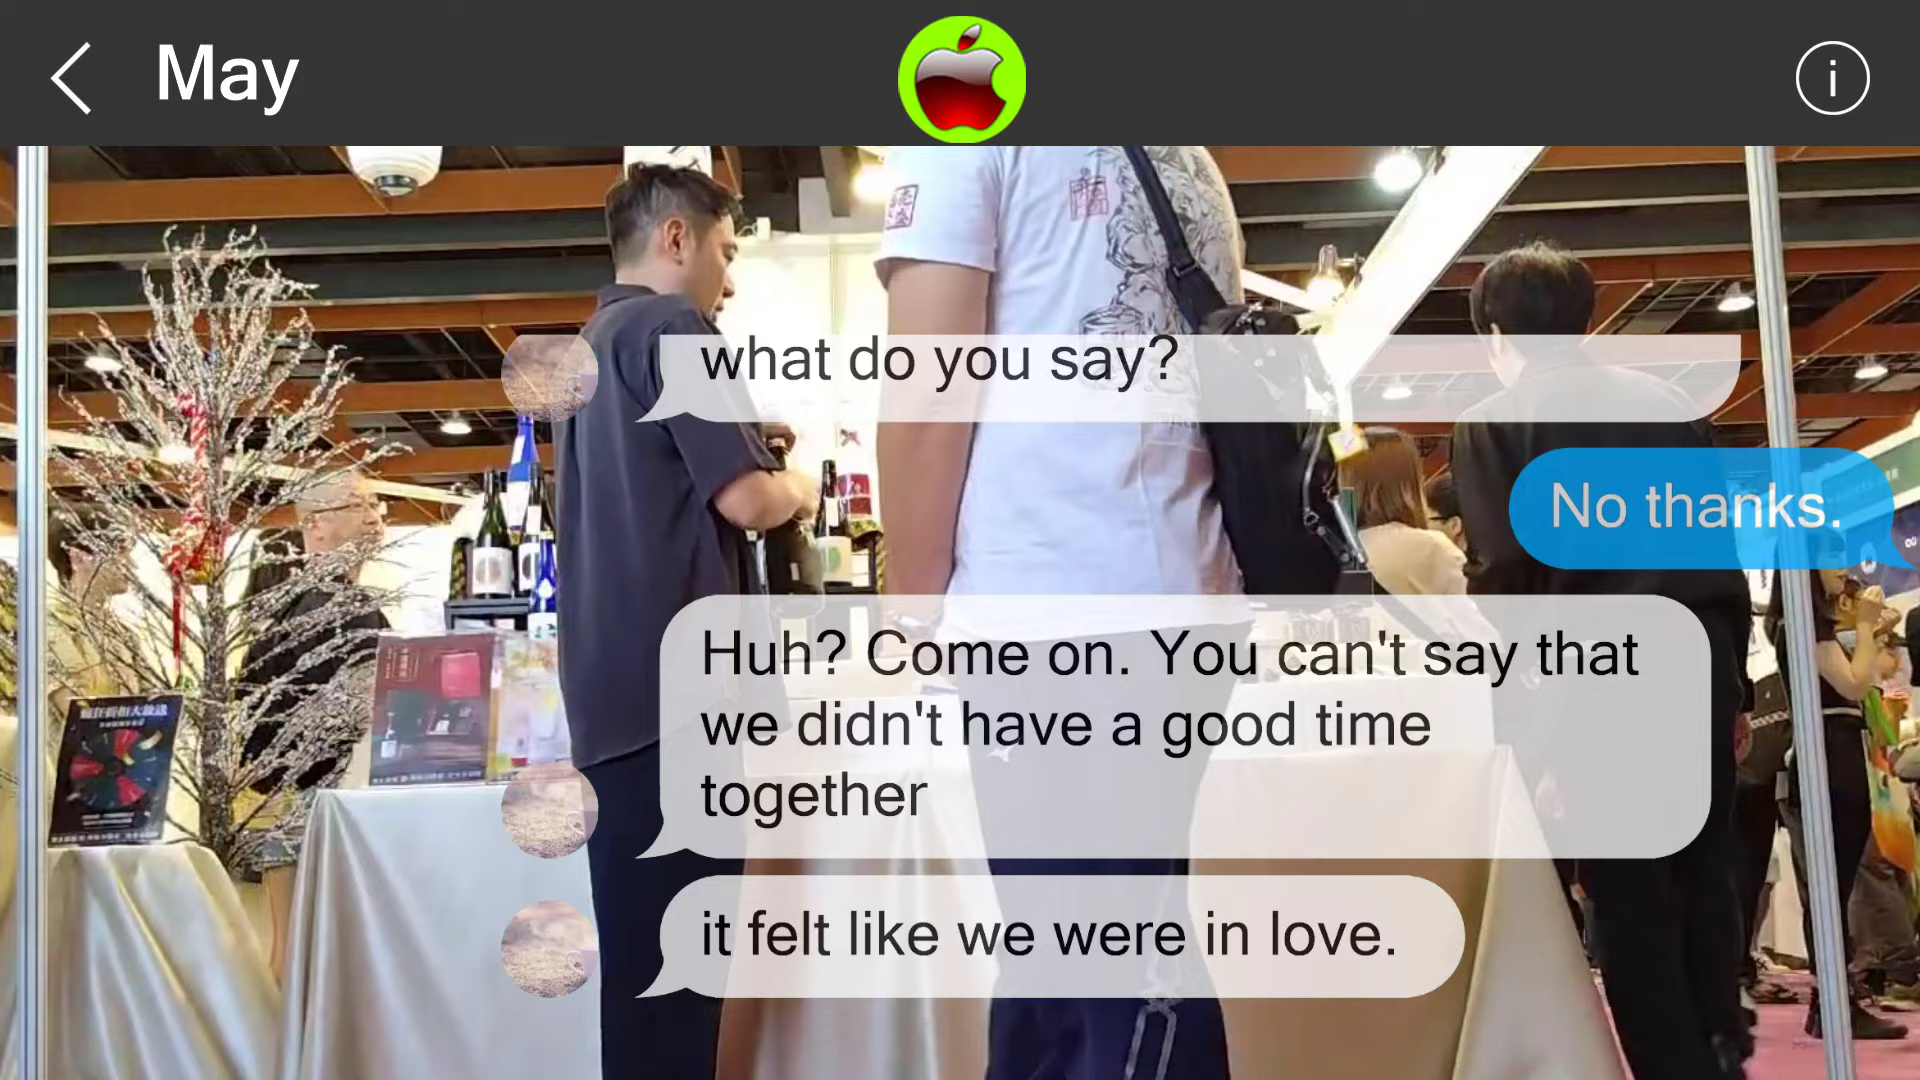 May
i
what do you say?
No thanks.
Huh? Come on. You can't say that
we didn't have a good time
together
it felt like we were in love.